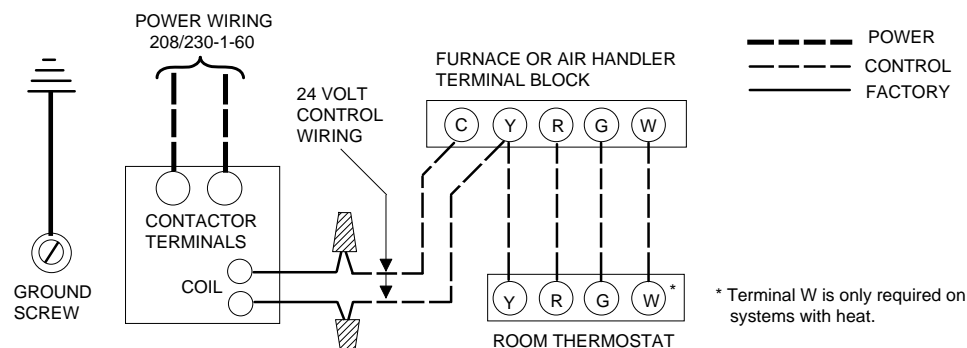 POWER WIRING
208/230-1-60
FURNACE OR AIR HANDLER
TERMINAL BLOCK
POWER
CONTROL
FACTORY
24 VOLT
CONTROL
WIRING
C Y R G W
CONTACTOR
TERMINALS
COIL
GROUND
SCREW
Y R G W *
ROOM THERMOSTAT
* Terminal W is only required on
systems with heat.